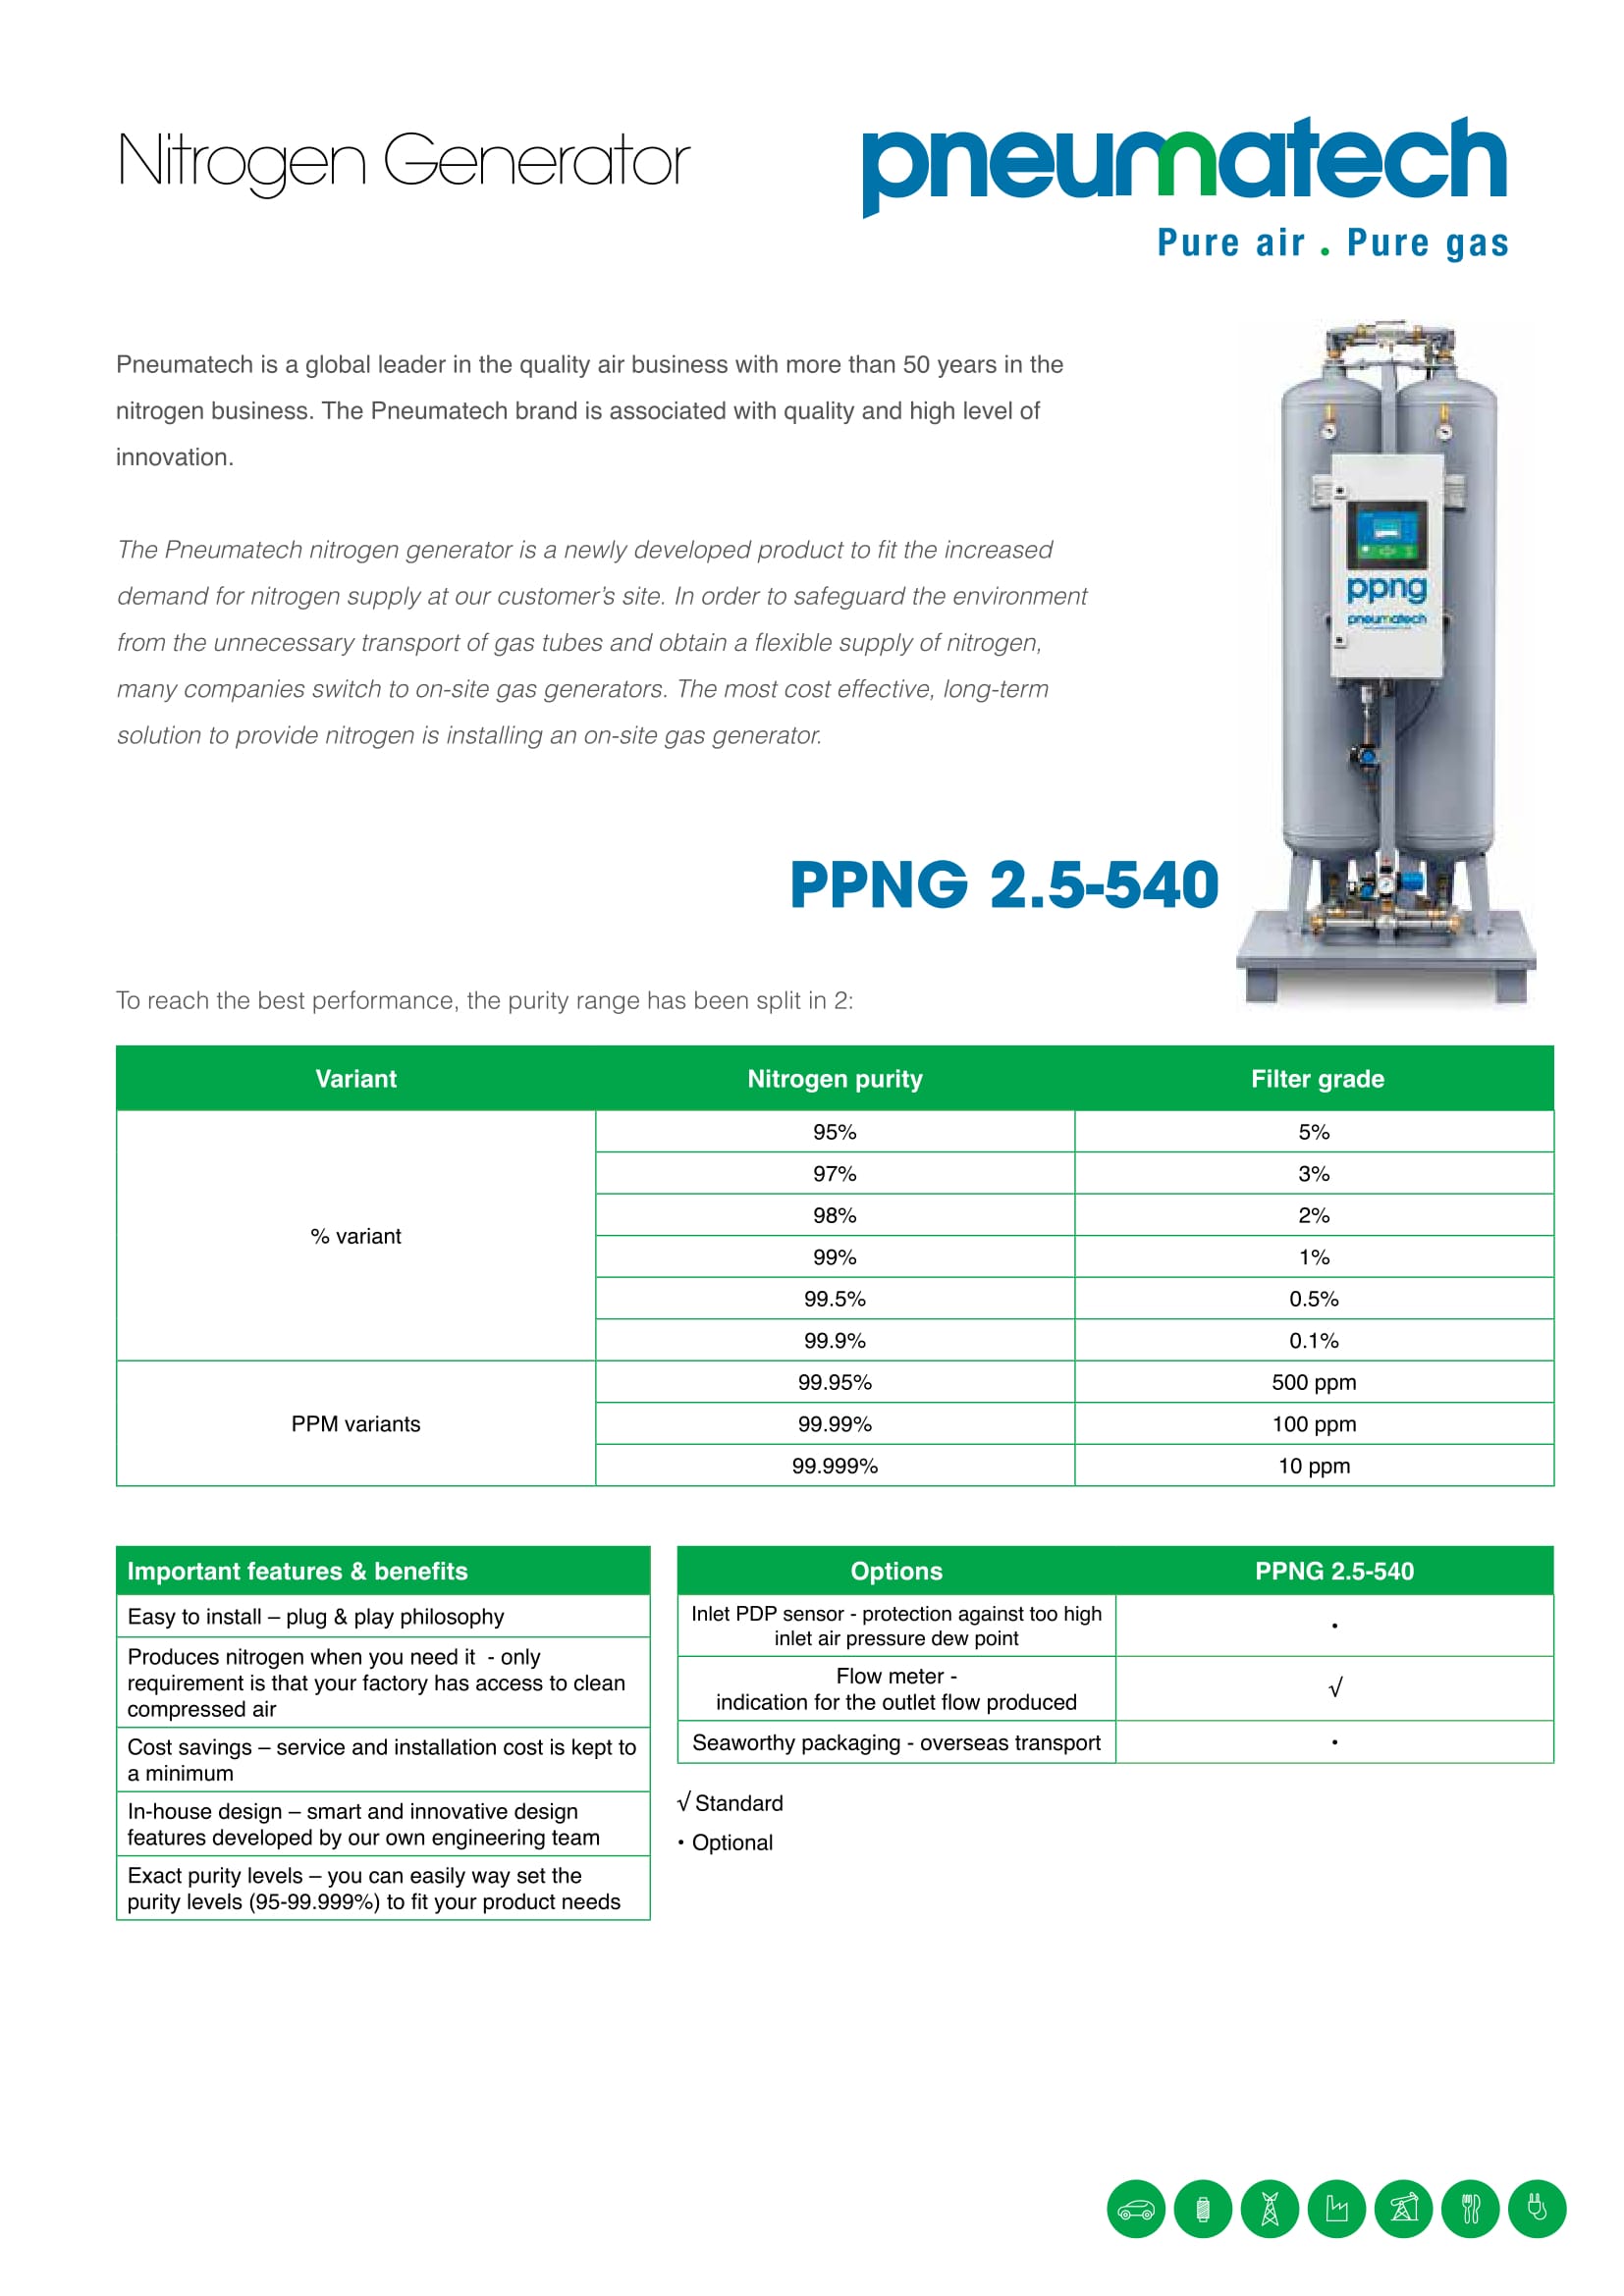 Nitrogen Generator
pneumatech
Pure air . Pure gas
Pneumatech is a global leader in the quality air business with more than 50 years in the
nitrogen business. The Pneumatech brand is associated with quality and high level of
innovation.
The Pneumatech nitrogen generator is a newly developed product to fit the increased
demand for nitrogen supply at our customer's site. In order to safeguard the environment
from the unnecessary transport of gas tubes and obtain a flexible supply of nitrogen,
many companies switch to on-site gas generators. The most cost effective, long-term
solution to provide nitrogen is installing an on-site gas generator.
ppng
pneumatech
PPNG 2.5-540
To reach the best performance, the purity range has been split in 2:
Variant Nitrogen purity Filter grade
% variant
95% 5%
97% 3%
98% 2%
99% 1%
99.5% 0.5%
99.9% 0.1%
PPM variants
99.95% 500 ppm
99.99% 100 ppm
99.999% 10 ppm
Important features & benefits
Easy to install – plug & play philosophy
Produces nitrogen when you need it - only
requirement is that your factory has access to clean
compressed air
Cost savings – service and installation cost is kept to
a minimum
In-house design – smart and innovative design
features developed by our own engineering team
Exact purity levels – you can easily way set the
purity levels (95-99.999%) to fit your product needs
Options PPNG 2.5-540
Inlet PDP sensor - protection against too high
inlet air pressure dew point •
Flow meter -
indication for the outlet flow produced √
Seaworthy packaging - overseas transport •
√ Standard
• Optional